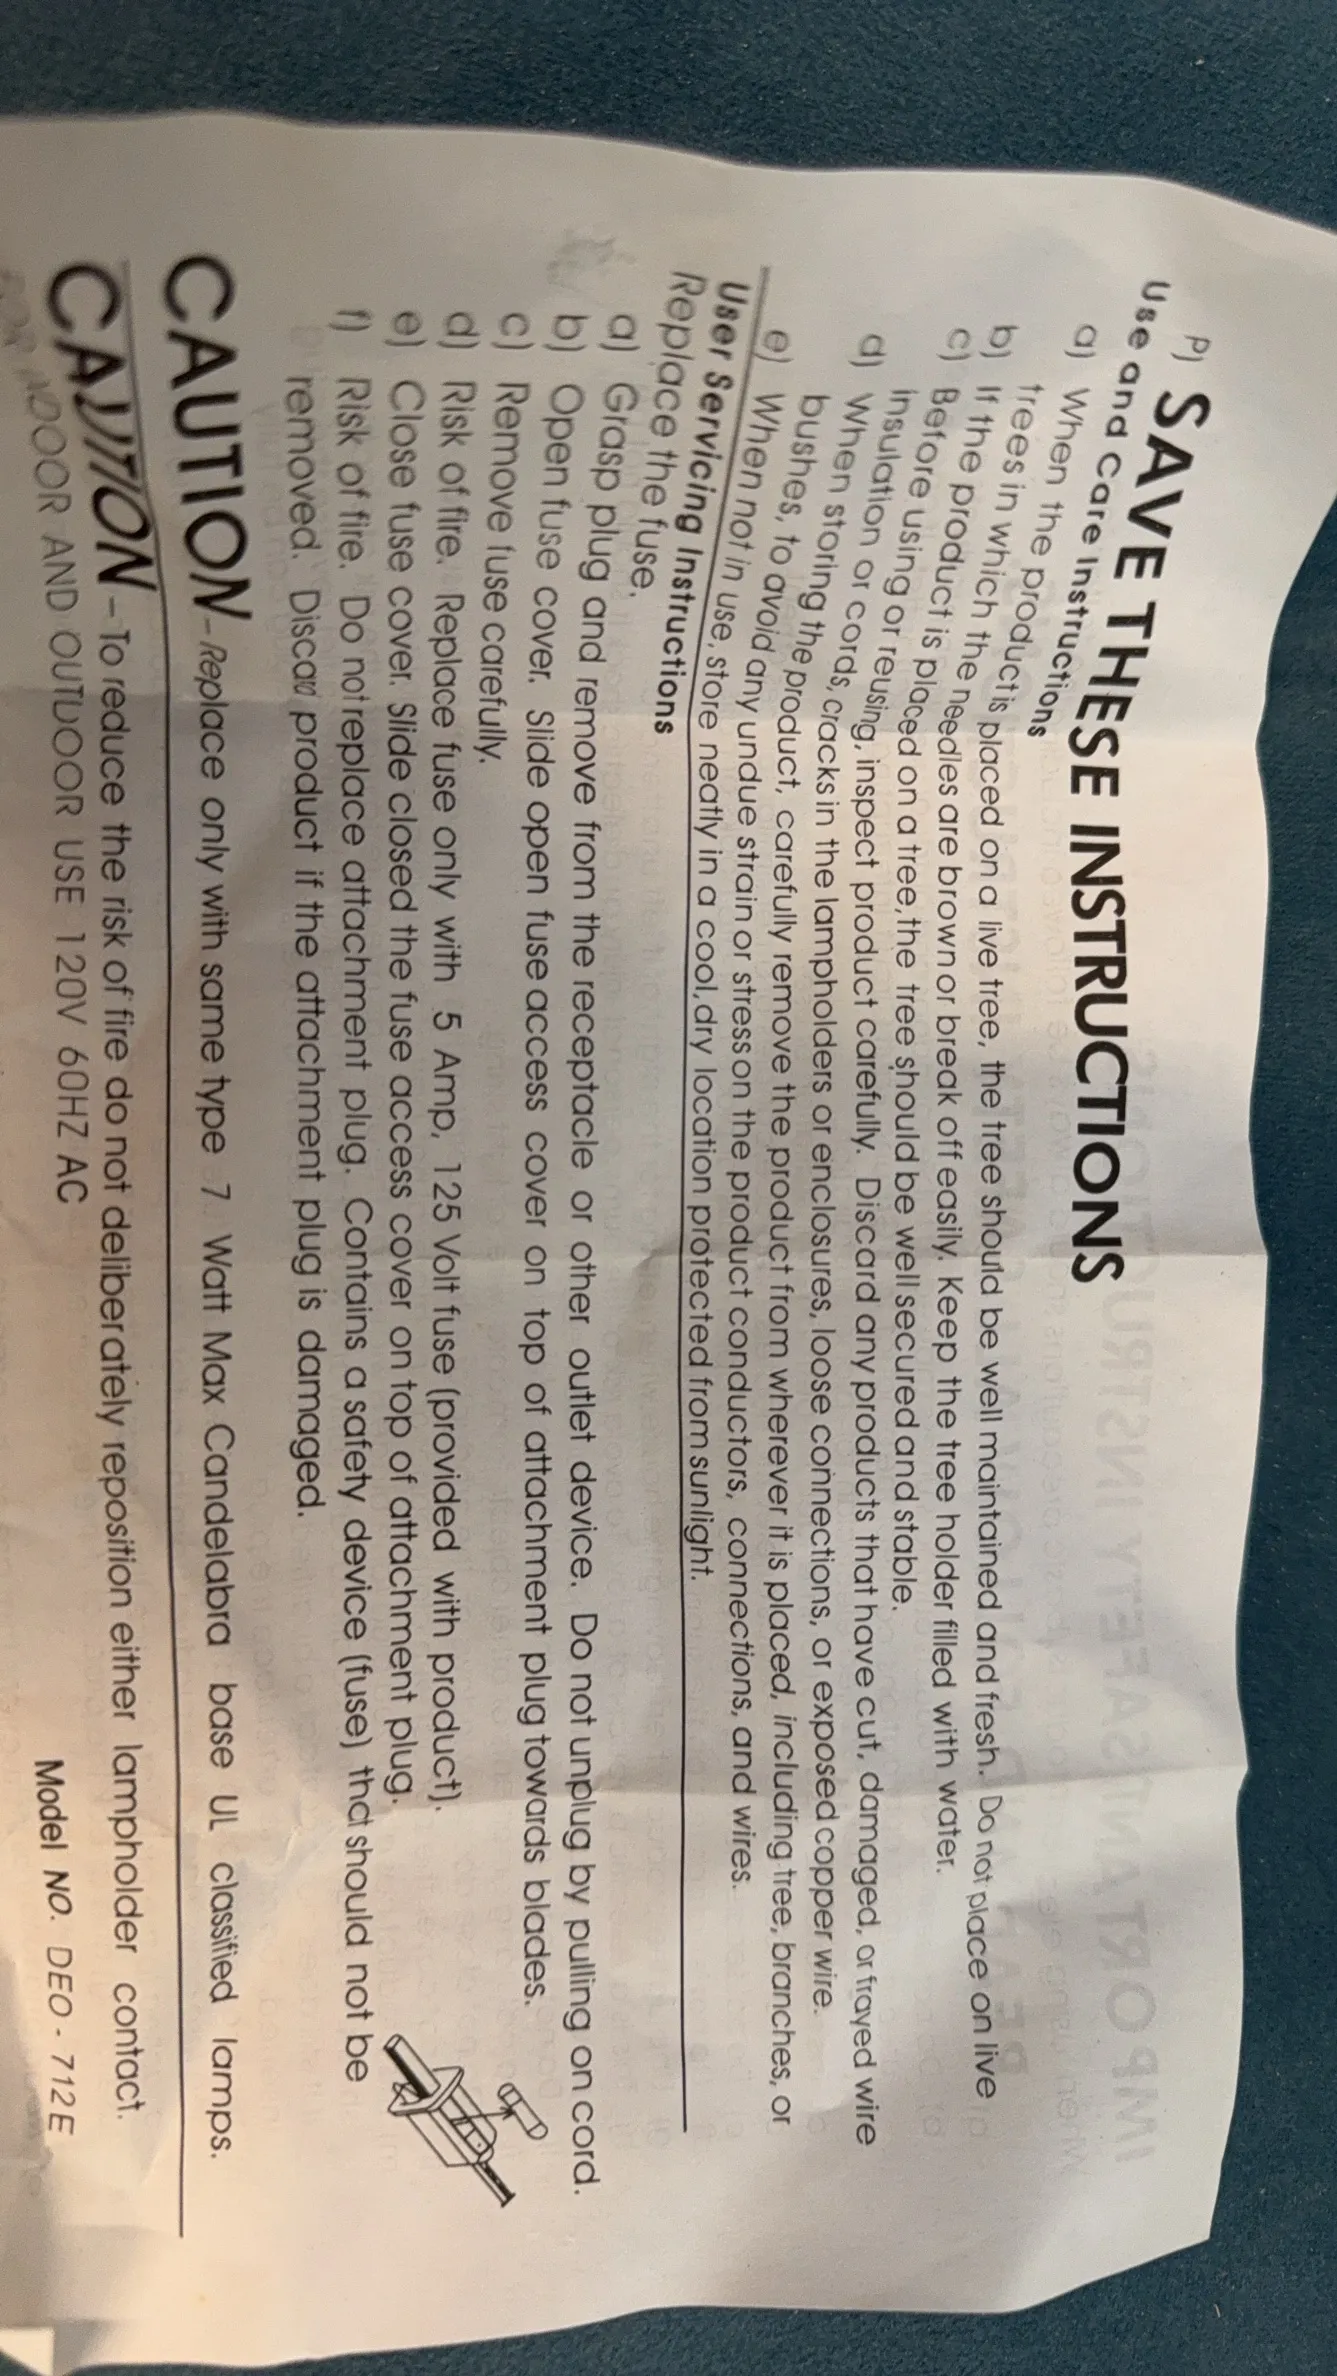 p) SAVE THESE INSTRUCTIONS
Use and Care Instructions
a) When the product is placed on a live tree, the tree should be well maintained and fresh. Do not place on live
trees in which the needles are brown or break off easily. Keep the tree holder filled with water.
b) If the product is placed on a tree, the tree should be well secured and stable.
c) Before using or reusing, inspect product carefully. Discard any products that have cut, damaged, or frayed wire
insulation or cords, cracks in the lampholders or enclosures, loose connections, or exposed copper wire.
d) When storing the product, carefully remove the product from wherever it is placed, including tree, branches, or
bushes, to avoid any undue strain or stress on the product conductors, connections, and wires.
e) When not in use, store neatly in a cool, dry location protected from sunlight.
User Servicing Instructions
Replace the fuse.
a) Grasp plug and remove from the receptacle or other outlet device. Do not unplug by pulling on cord.
b) Open fuse cover. Slide open fuse access cover on top of attachment plug towards blades.
c) Remove fuse carefully.
d) Risk of fire. Replace fuse only with 5 Amp, 125 Volt fuse (provided with product).
e) Close fuse cover. Slide closed the fuse access cover on top of attachment plug.
f) Risk of fire. Do not replace attachment plug. Contains a safety device (fuse) that should not be
removed. Discard product if the attachment plug is damaged.
CAUTION-Replace only with same type 7 Watt Max Candelabra base UL classified lamps.
CAUTION-To reduce the risk of fire do not deliberately reposition either lampholder contact.
FOR INDOOR AND OUTDOOR USE 120V 60HZ AC
Model NO. DEO-712E